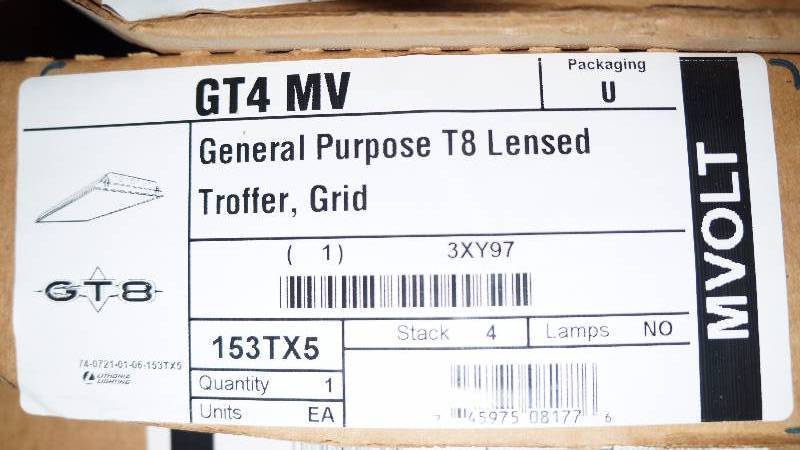 GT4 MV
Packaging
U
General Purpose T8 Lensed
Troffer, Grid
MVOLT
GT8
( 1) 3XY97
153TX5
Stack 4
Lamps NO
Quantity 1
Units EA
74-0721-01-06-153TX5
LITHONIA
LIGHTING
7 45975 08177 6